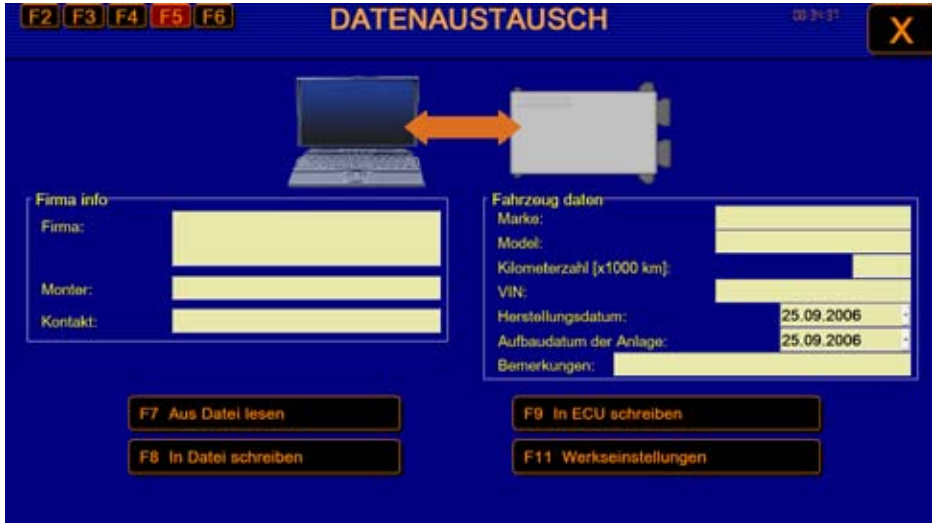 F2 F3 F4 F5 F6
DATENAUSTAUSCH
X
Firma info
Firma:
Monter:
Kontakt:
Fahrzeug daten
Marke:
Model:
Kilometerzahl [x1000 km]:
VIN:
Herstellungsdatum:
25.09.2006
Aufbaudatum der Anlage:
25.09.2006
Bemerkungen:
F7 Aus Datei lesen
F8 In Datei schreiben
F9 In ECU schreiben
F11 Werkseinstellungen